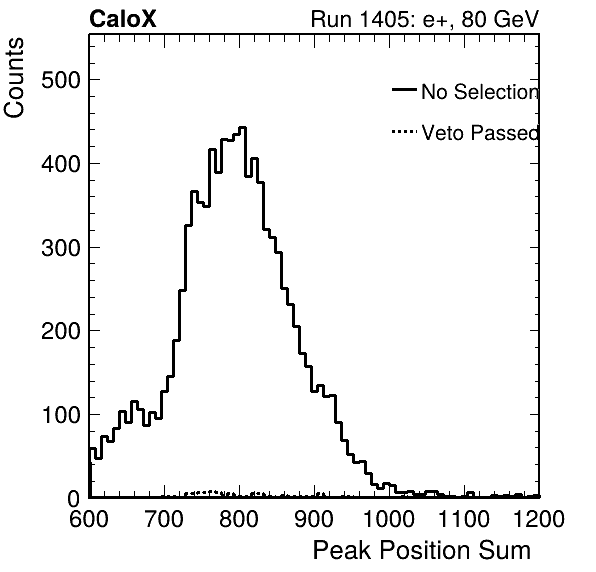 CaloX
Run 1405: e+, 80 GeV
Counts
500
400
300
200
100
0
No Selection
Veto Passed
600 700 800 900 1000 1100 1200
Peak Position Sum